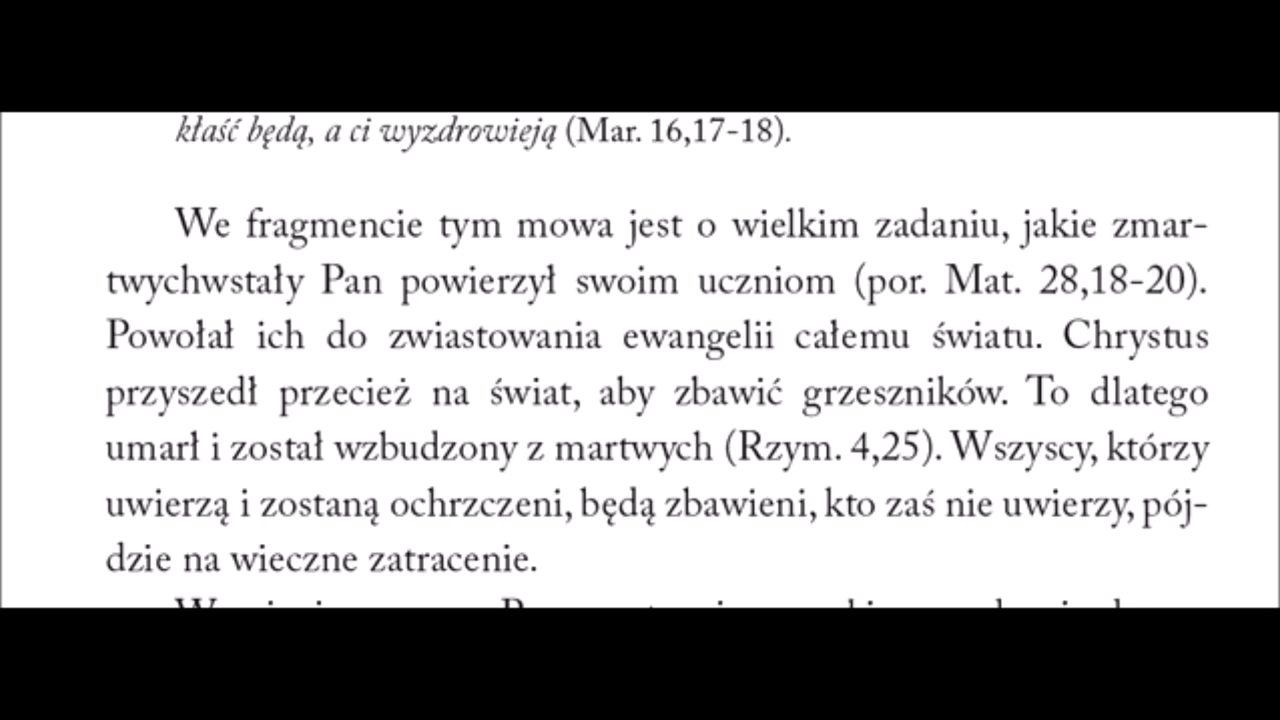 kłaść będą, a ci wyzdrowieją (Mar. 16,17-18).
We fragmencie tym mowa jest o wielkim zadaniu, jakie zmar-
twychwstały Pan powierzył swoim uczniom (por. Mat. 28,18-20).
Powołał ich do zwiastowania ewangelii całemu światu. Chrystus
przyszedł przecież na świat, aby zbawić grzeszników. To dlatego
umarł i został wzbudzony z martwych (Rzym. 4,25). Wszyscy, którzy
uwierzą i zostaną ochrzczeni, będą zbawieni, kto zaś nie uwierzy, pój-
dzie na wieczne zatracenie.